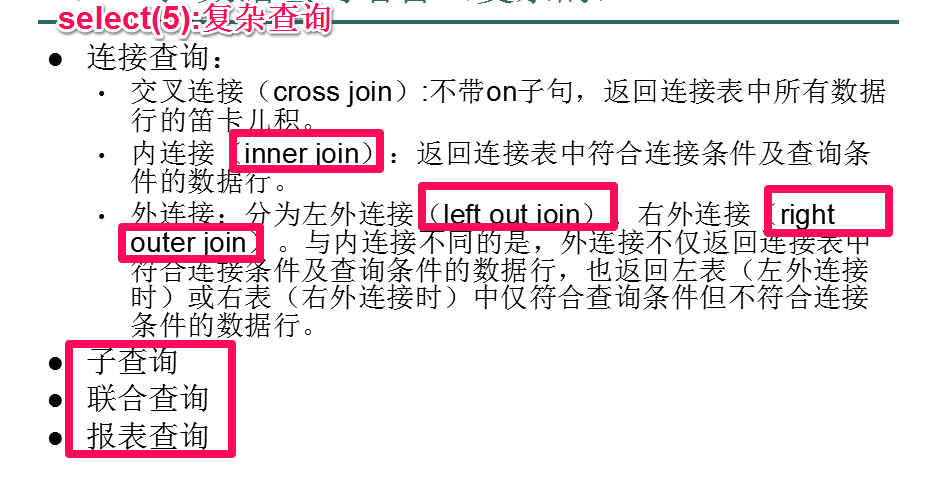 select(5):复杂查询
● 连接查询：
• 交叉连接（cross join）:不带on子句，返回连接表中所有数据
行的笛卡儿积。
• 内连接（inner join）：返回连接表中符合连接条件及查询条
件的数据行。
• 外连接：分为左外连接（left out join）、右外连接（right
outer join）。与内连接不同的是，外连接不仅返回连接表中
符合连接条件及查询条件的数据行，也返回左表（左外连接
时）或右表（右外连接时）中仅符合查询条件但不符合连接
条件的数据行。
● 子查询
● 联合查询
● 报表查询